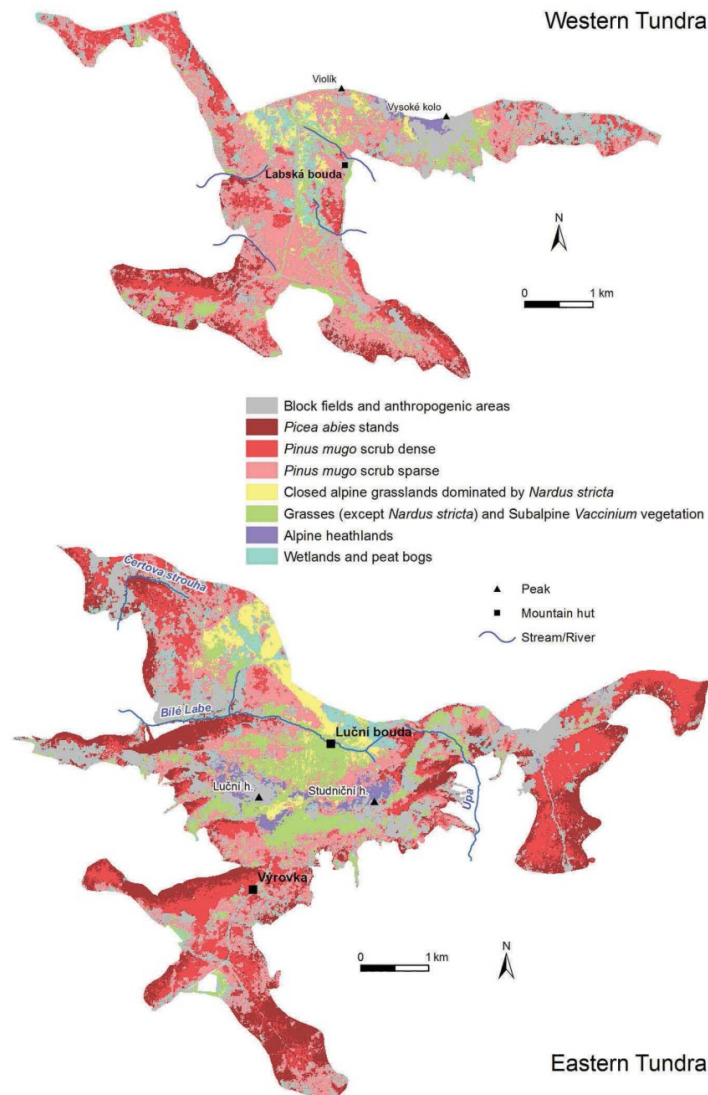 Western Tundra
Violík
Vysoké kolo
Labská bouda
N
0 1 km
Block fields and anthropogenic areas
Picea abies stands
Pinus mugo scrub dense
Pinus mugo scrub sparse
Closed alpine grasslands dominated by Nardus stricta
Grasses (except Nardus stricta) and Subalpine Vaccinium vegetation
Alpine heathlands
Wetlands and peat bogs
Peak
Mountain hut
Stream/River
Čertova strouha
Bílé Labe
Luční bouda
Luční h.
Studniční h.
Úpa
Výrovka
0 1 km
N
Eastern Tundra